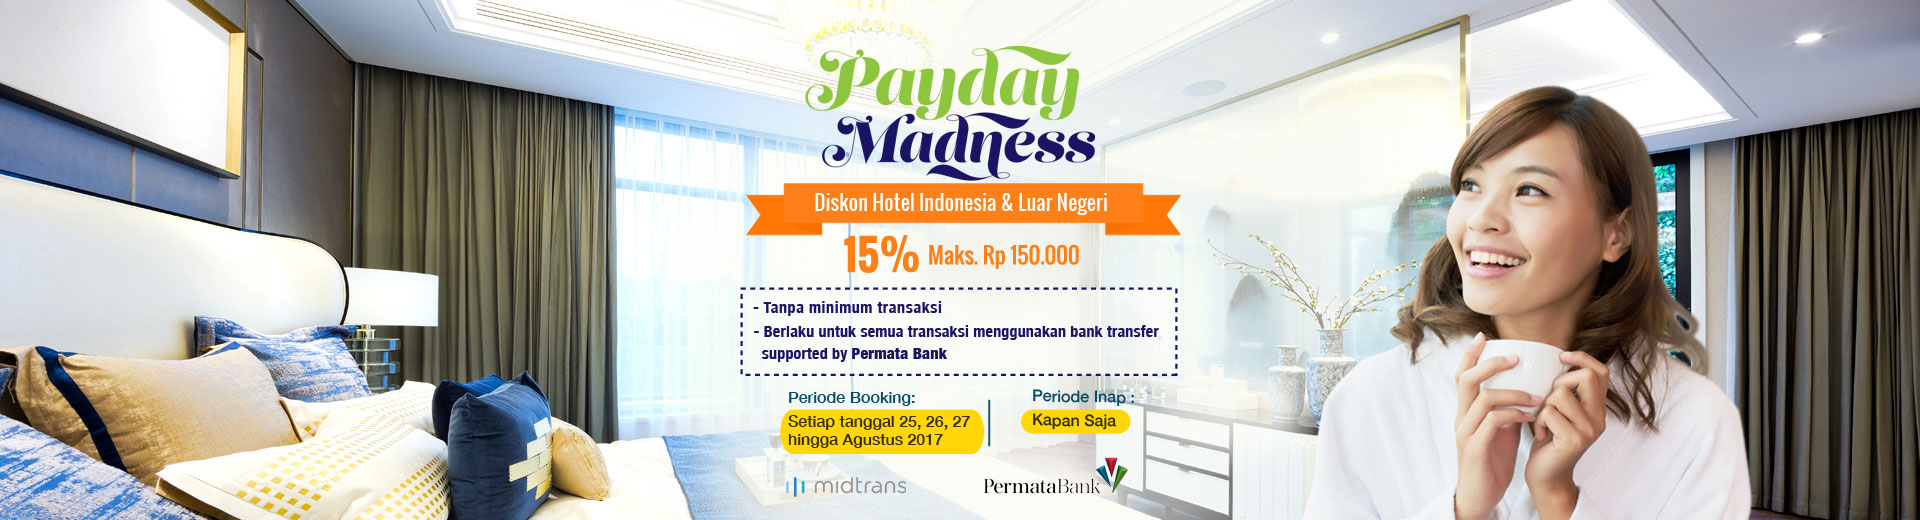 Payday
Madness
Diskon Hotel Indonesia & Luar Negeri
15% Maks. Rp 150.000
- Tanpa minimum transaksi
- Berlaku untuk semua transaksi menggunakan bank transfer
supported by Permata Bank
Periode Booking:
Setiap tanggal 25, 26, 27
hingga Agustus 2017
Periode Inap :
Kapan Saja
midtrans
PermataBank